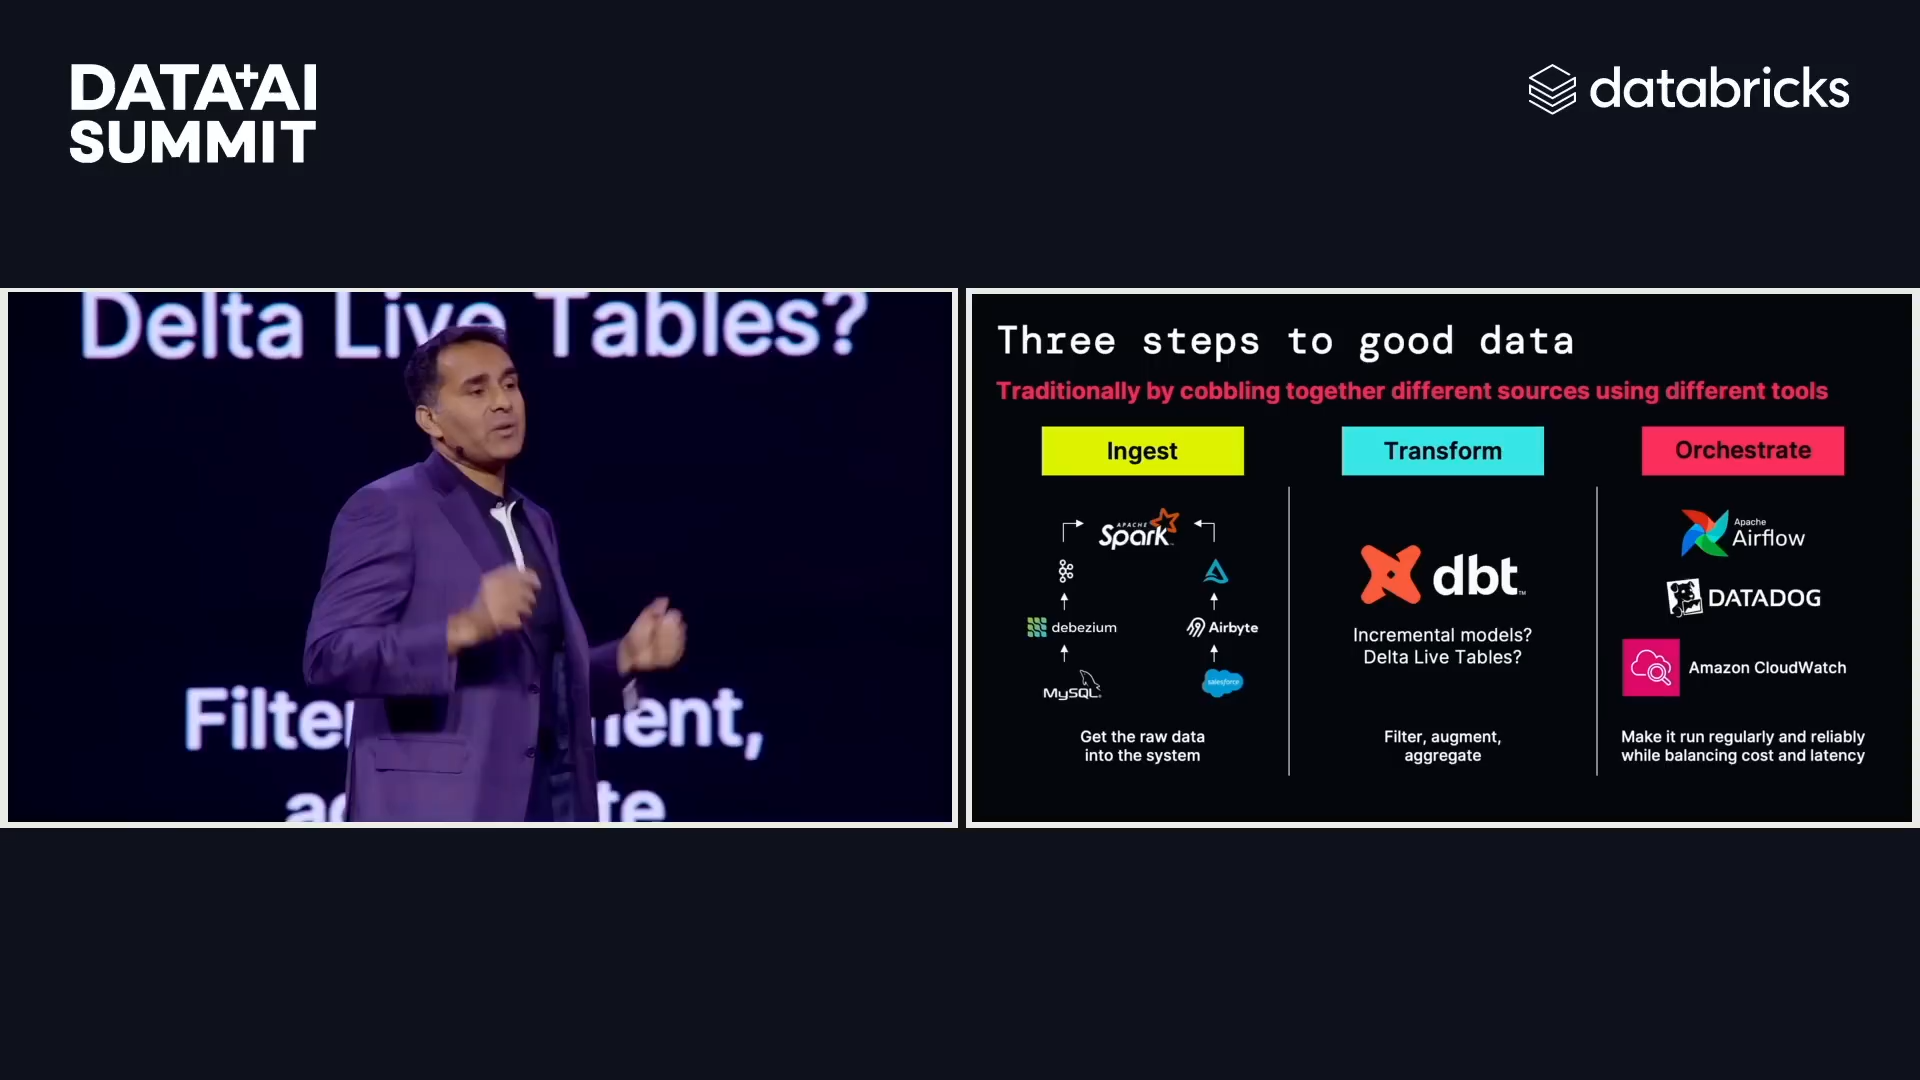 DATA+AI
SUMMIT
databricks
Delta Live Tables?
Filte ent,
te
Three steps to good data
Traditionally by cobbling together different sources using different tools
Ingest
Transform
Orchestrate
APACHE
Spark
debezium
MySQL
Airbyte
salesforce
Get the raw data
into the system
dbt
Incremental models?
Delta Live Tables?
Filter, augment,
aggregate
Apache
Airflow
DATADOG
Amazon CloudWatch
Make it run regularly and reliably
while balancing cost and latency